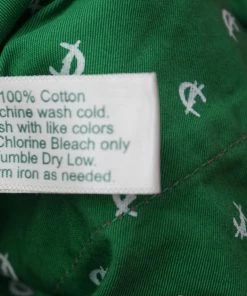 100% Cotton
chine wash cold.
sh with like colors
Chlorine Bleach only
umble Dry Low.
rm iron as needed.